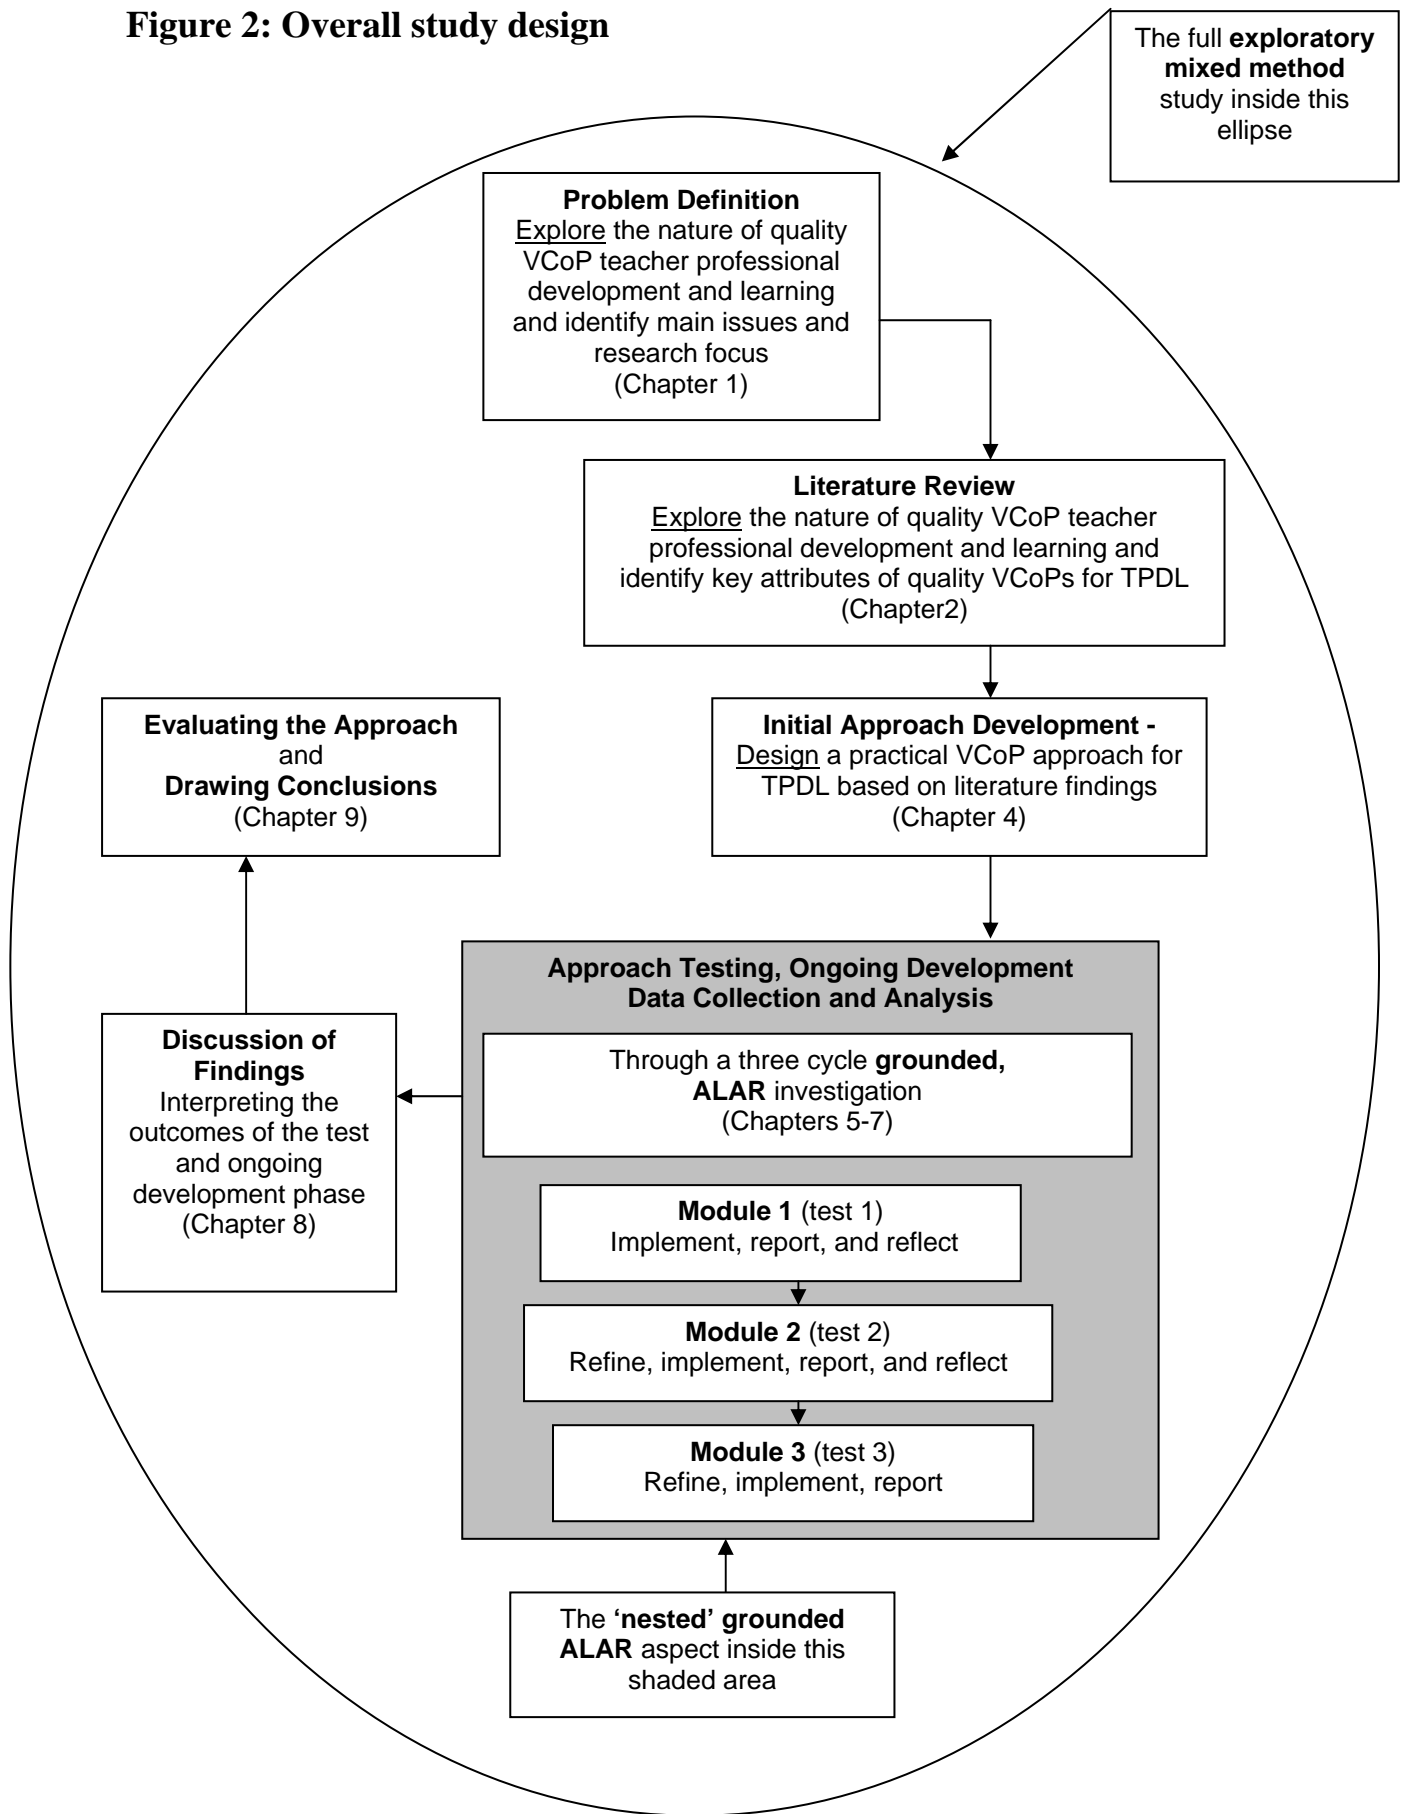 Figure 2: Overall study design
The full exploratory
mixed method
study inside this
ellipse
Problem Definition
Explore the nature of quality
VCoP teacher professional
development and learning
and identify main issues and
research focus
(Chapter 1)
Literature Review
Explore the nature of quality VCoP teacher
professional development and learning and
identify key attributes of quality VCoPs for TPDL
(Chapter2)
Initial Approach Development -
Design a practical VCoP approach for
TPDL based on literature findings
(Chapter 4)
Approach Testing, Ongoing Development
Data Collection and Analysis
Through a three cycle grounded,
ALAR investigation
(Chapters 5-7)
Module 1 (test 1)
Implement, report, and reflect
Module 2 (test 2)
Refine, implement, report, and reflect
Module 3 (test 3)
Refine, implement, report
The ‘nested’ grounded
ALAR aspect inside this
shaded area
Discussion of
Findings
Interpreting the
outcomes of the test
and ongoing
development phase
(Chapter 8)
Evaluating the Approach
and
Drawing Conclusions
(Chapter 9)